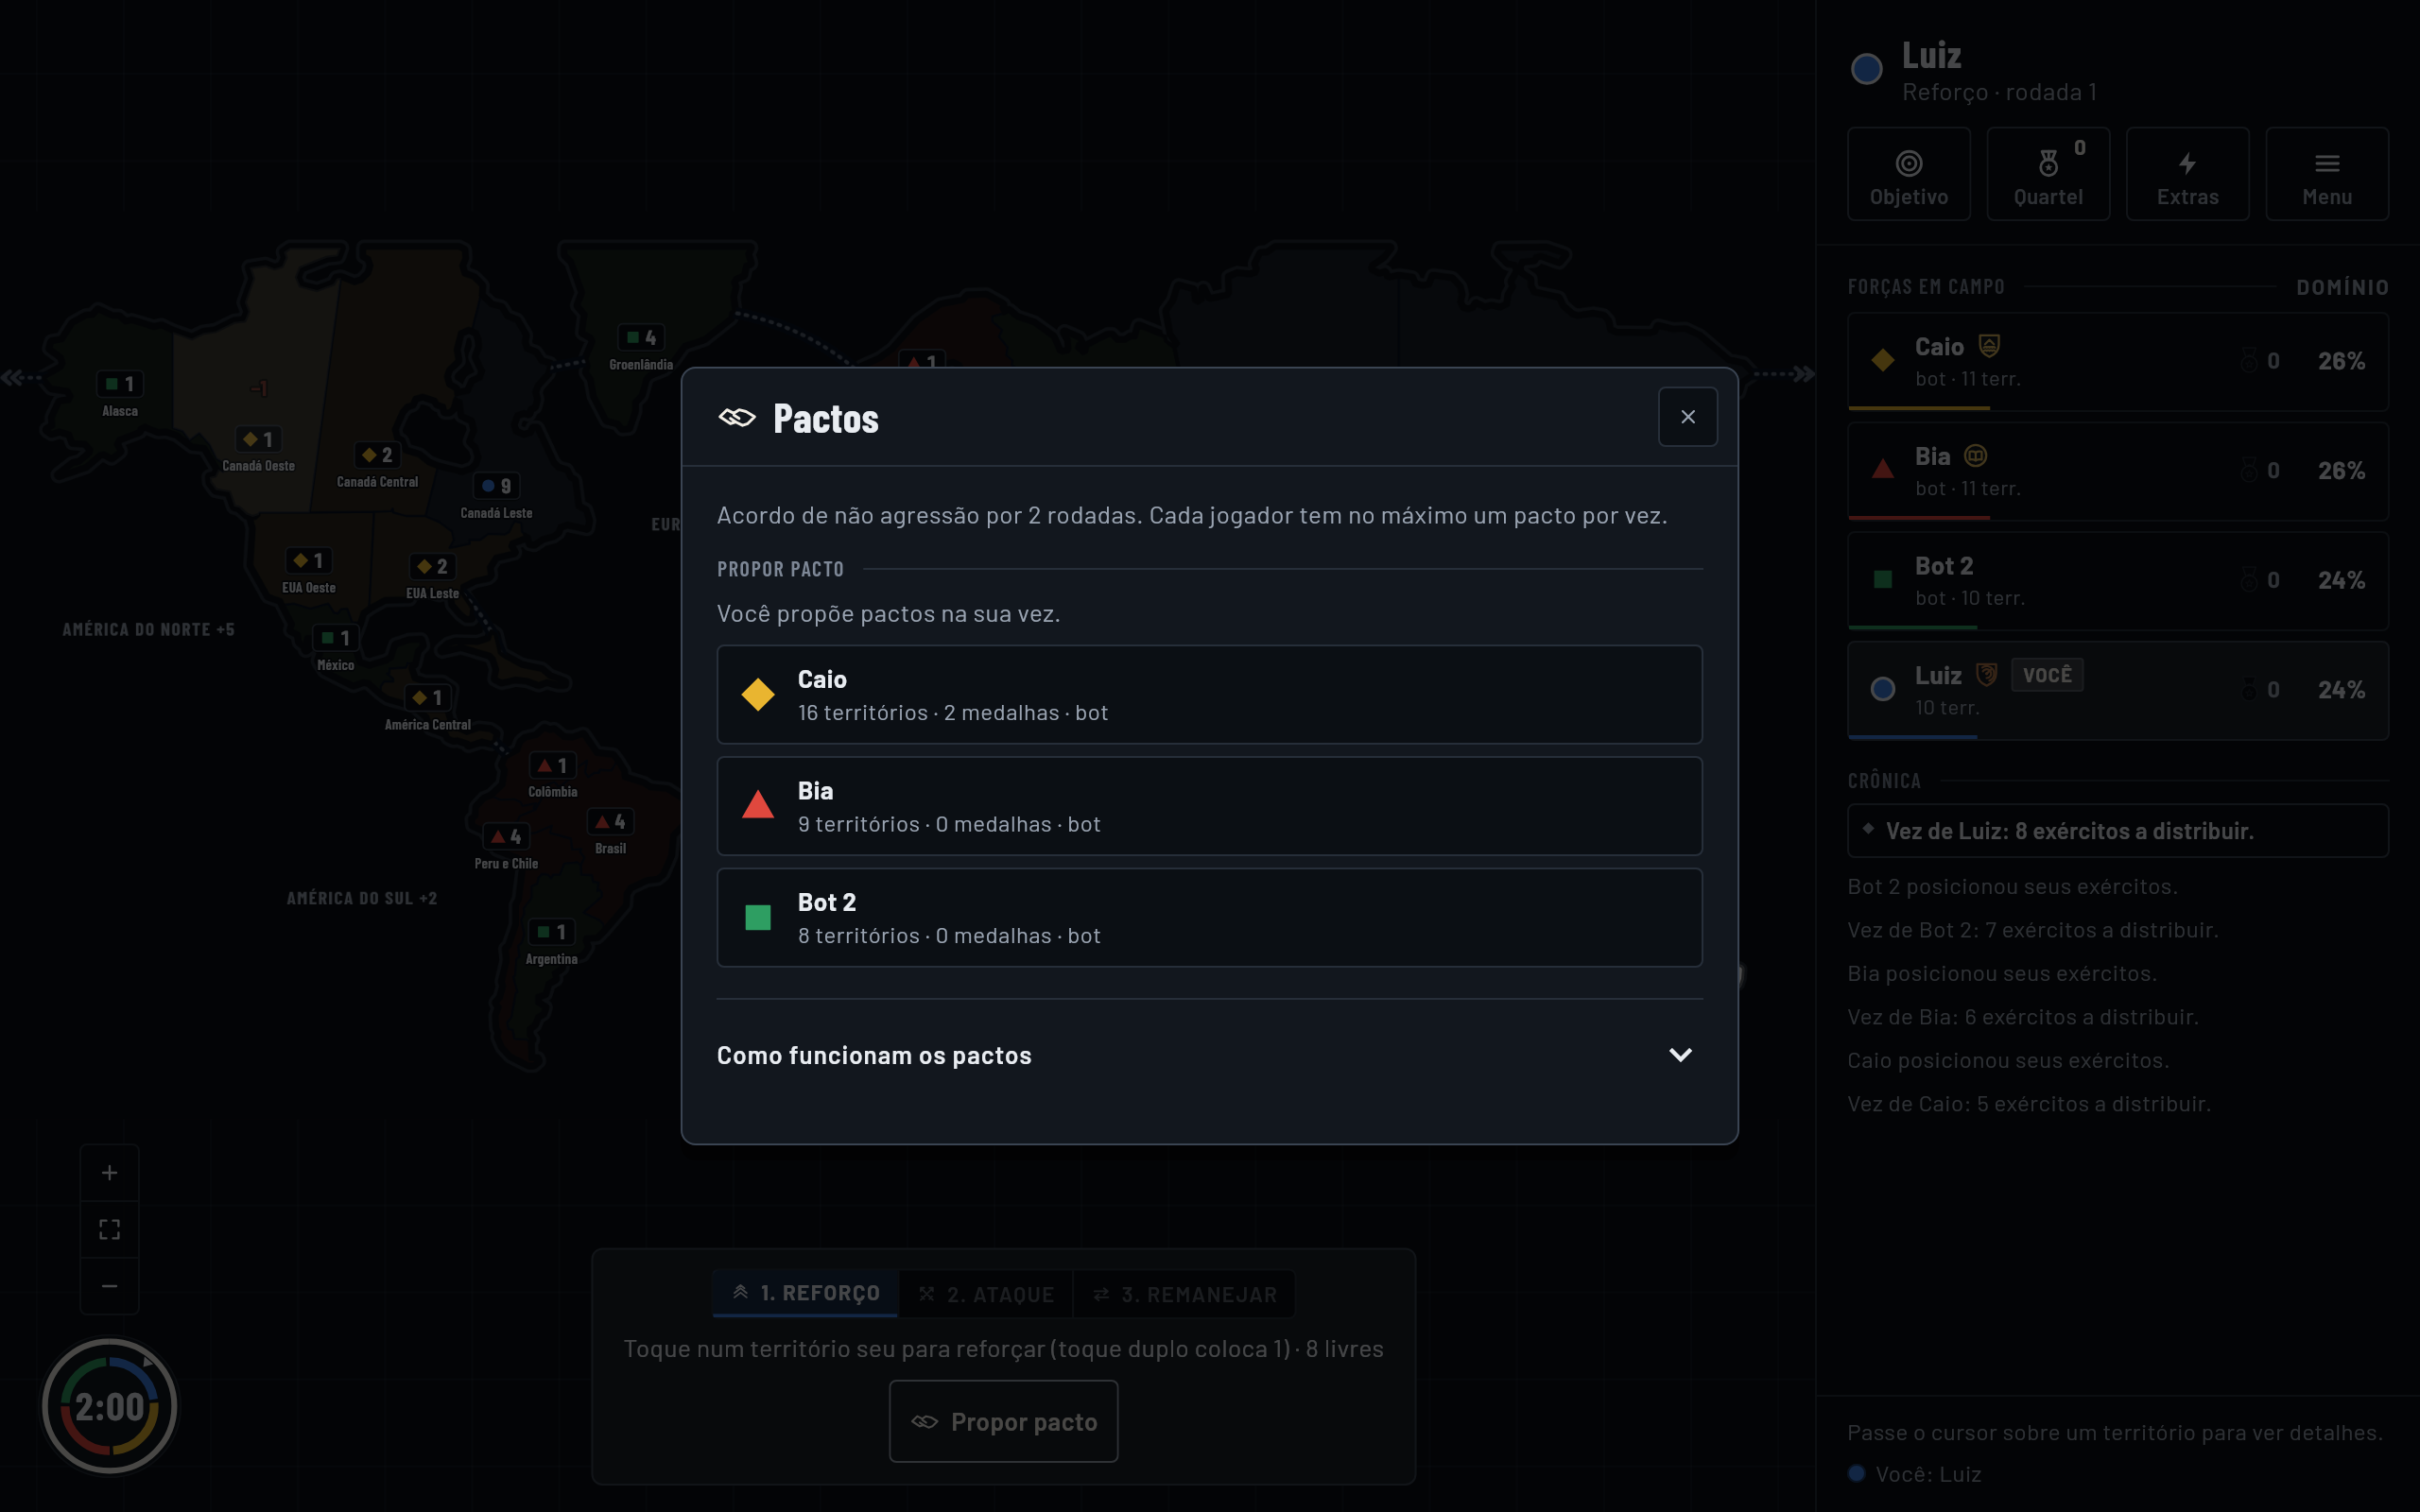 Luiz
Reforço · rodada 1
Objetivo
0
Quartel
Extras
Menu
FORÇAS EM CAMPO
DOMÍNIO
Caio
bot · 11 terr.
0
26%
Bia
bot · 11 terr.
0
26%
Bot 2
bot · 10 terr.
0
24%
Luiz
VOCÊ
10 terr.
0
24%
CRÔNICA
Vez de Luiz: 8 exércitos a distribuir.
Bot 2 posicionou seus exércitos.
Vez de Bot 2: 7 exércitos a distribuir.
Bia posicionou seus exércitos.
Vez de Bia: 6 exércitos a distribuir.
Caio posicionou seus exércitos.
Vez de Caio: 5 exércitos a distribuir.
Passe o cursor sobre um território para ver detalhes.
Você: Luiz
4
Groenlândia
1
1
Alasca
-1
1
Canadá Oeste
2
Canadá Central
9
Canadá Leste
EUR
1
EUA Oeste
2
EUA Leste
AMÉRICA DO NORTE +5
1
México
1
América Central
1
Colômbia
4
Peru e Chile
4
Brasil
AMÉRICA DO SUL +2
1
Argentina
Pactos
Acordo de não agressão por 2 rodadas. Cada jogador tem no máximo um pacto por vez.
PROPOR PACTO
Você propõe pactos na sua vez.
Caio
16 territórios · 2 medalhas · bot
Bia
9 territórios · 0 medalhas · bot
Bot 2
8 territórios · 0 medalhas · bot
Como funcionam os pactos
2:00
1. REFORÇO
2. ATAQUE
3. REMANEJAR
Toque num território seu para reforçar (toque duplo coloca 1) · 8 livres
Propor pacto